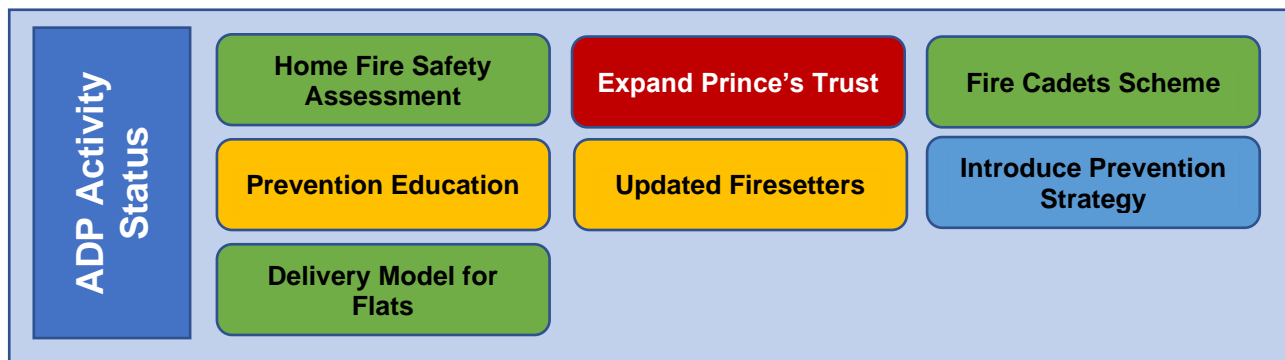 ADP Activity
Status
Home Fire Safety
Assessment
Expand Prince’s Trust
Fire Cadets Scheme
Prevention Education
Updated Firesetters
Introduce Prevention
Strategy
Delivery Model for
Flats